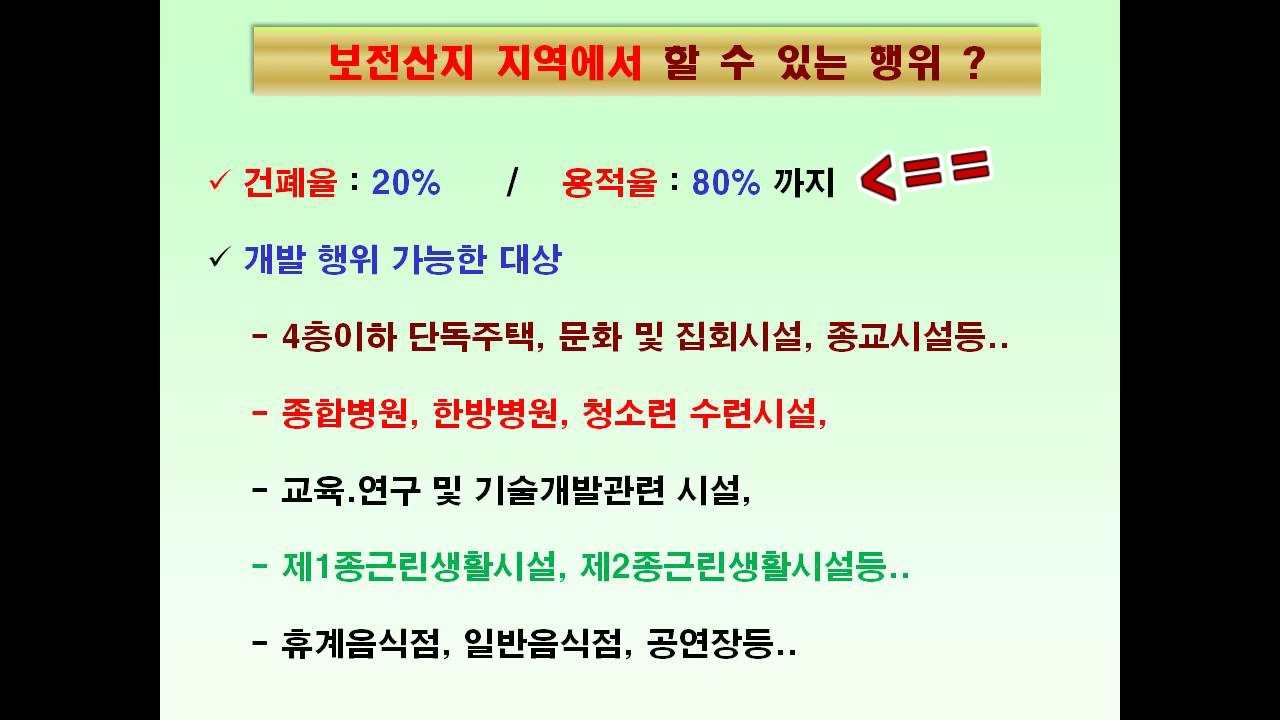 보전산지 지역에서 할 수 있는 행위 ?
✓ 건폐율 : 20% / 용적율 : 80% 까지 <==
✓ 개발 행위 가능한 대상
- 4층이하 단독주택, 문화 및 집회시설, 종교시설등..
- 종합병원, 한방병원, 청소련 수련시설,
- 교육.연구 및 기술개발관련 시설,
- 제1종근린생활시설, 제2종근린생활시설등..
- 휴계음식점, 일반음식점, 공연장등..